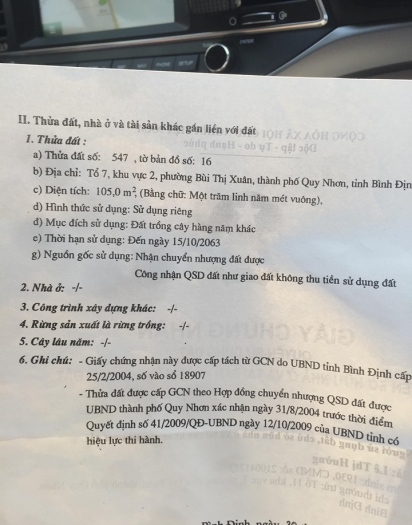 II. Thửa đất, nhà ở và tài sản khác gắn liền với đất
1. Thửa đất :
a) Thửa đất số: 547 , tờ bản đồ số: 16
b) Địa chỉ: Tổ 7, khu vực 2, phường Bùi Thị Xuân, thành phố Quy Nhơn, tỉnh Bình Địn
c) Diện tích: 105,0 m², (Bằng chữ: Một trăm linh năm mét vuông),
d) Hình thức sử dụng: Sử dụng riêng
đ) Mục đích sử dụng: Đất trồng cây hàng năm khác
e) Thời hạn sử dụng: Đến ngày 15/10/2063
g) Nguồn gốc sử dụng: Nhận chuyển nhượng đất được
Công nhận QSD đất như giao đất không thu tiền sử dụng đất
2. Nhà ở: -/-
3. Công trình xây dựng khác: -/-
4. Rừng sản xuất là rừng trồng: -/-
5. Cây lâu năm: -/-
6. Ghi chú: - Giấy chứng nhận này được cấp tách từ GCN do UBND tỉnh Bình Định cấp
25/2/2004, số vào sổ 18907
- Thửa đất được cấp GCN theo Hợp đồng chuyển nhượng QSD đất được
UBND thành phố Quy Nhơn xác nhận ngày 31/8/2004 trước thời điểm
Quyết định số 41/2009/QĐ-UBND ngày 12/10/2009 của UBND tỉnh có
hiệu lực thi hành.